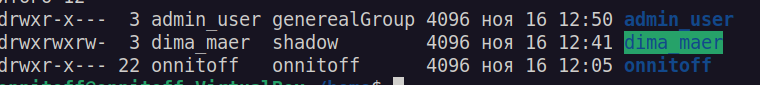 drwxr-x--- 3 admin_user generealGroup 4096 ноя 16 12:50 admin_user
drwxrwxrw- 3 dima_maer shadow 4096 ноя 16 12:41 dima_maer
drwxr-x--- 22 onnitoff onnitoff 4096 ноя 16 12:05 onnitoff